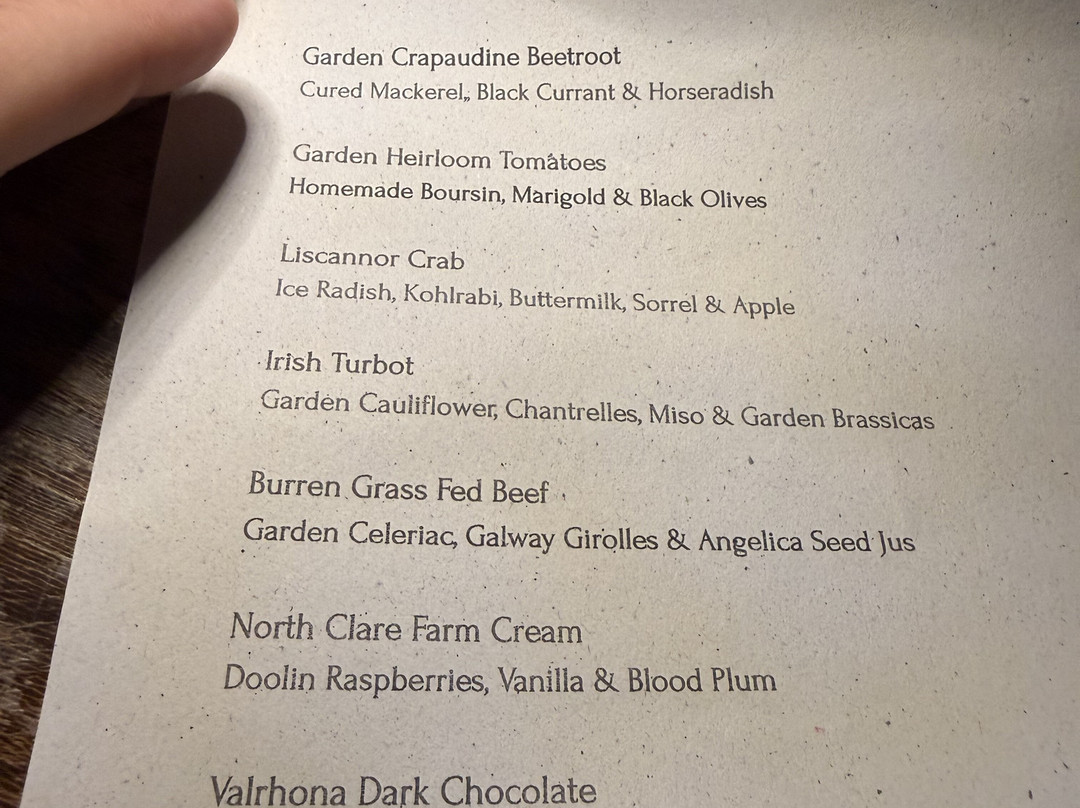 Garden Crapaudine Beetroot
Cured Mackerel,, Black Currant & Horseradish
Garden Heirloom Tomatoes
Homemade Boursin, Marigold & Black Olives
Liscannor Crab
Ice Radish, Kohlrabi, Buttermilk, Sorrel & Apple
Irish Turbot
Garden Cauliflower, Chantrelles, Miso & Garden Brassicas
Burren Grass Fed Beef
Garden Celeriac, Galway Girolles & Angelica Seed Jus
North Clare Farm Cream
Doolin Raspberries, Vanilla & Blood Plum
Valrhona Dark Chocolate